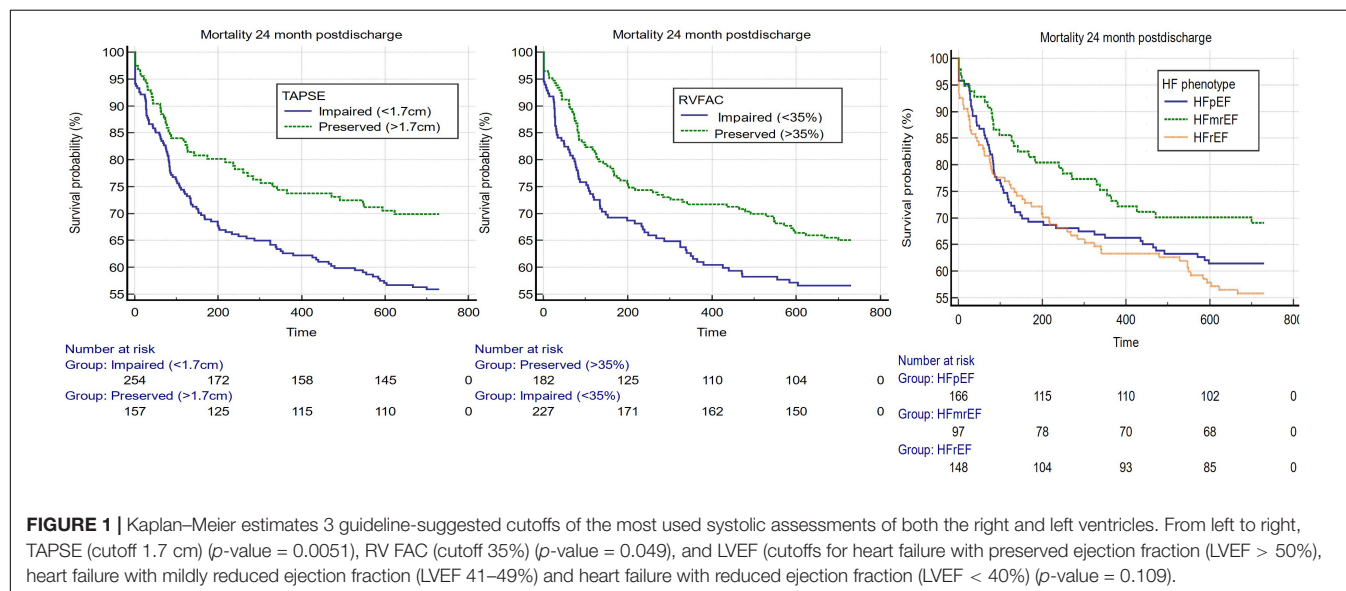 Mortality 24 month postdischarge
Survival probability (%)
100
95
90
85
80
75
70
65
60
55
TAPSE
Impaired (<1.7cm)
Preserved (>1.7cm)
0 200 400 600 800
Time
Number at risk
Group: Impaired (<1.7cm)
254 172 158 145 0
Group: Preserved (>1.7cm)
157 125 115 110 0
Mortality 24 month postdischarge
Survival probability (%)
100
95
90
85
80
75
70
65
60
55
RVFAC
Impaired (<35%)
Preserved (>35%)
0 200 400 600 800
Time
Number at risk
Group: Preserved (>35%)
182 125 110 104 0
Group: Impaired (<35%)
227 171 162 150 0
Mortality 24 month postdischarge
Survival probability (%)
100
95
90
85
80
75
70
65
60
55
HF phenotype
HFpEF
HFmrEF
HFrEF
0 200 400 600 800
Time
Number at risk
Group: HFpEF
166 115 110 102 0
Group: HFmrEF
97 78 70 68 0
Group: HFrEF
148 104 93 85 0
FIGURE 1 | Kaplan–Meier estimates 3 guideline-suggested cutoffs of the most used systolic assessments of both the right and left ventricles. From left to right,
TAPSE (cutoff 1.7 cm) (p-value = 0.0051), RV FAC (cutoff 35%) (p-value = 0.049), and LVEF (cutoffs for heart failure with preserved ejection fraction (LVEF > 50%),
heart failure with mildly reduced ejection fraction (LVEF 41–49%) and heart failure with reduced ejection fraction (LVEF < 40%) (p-value = 0.109).